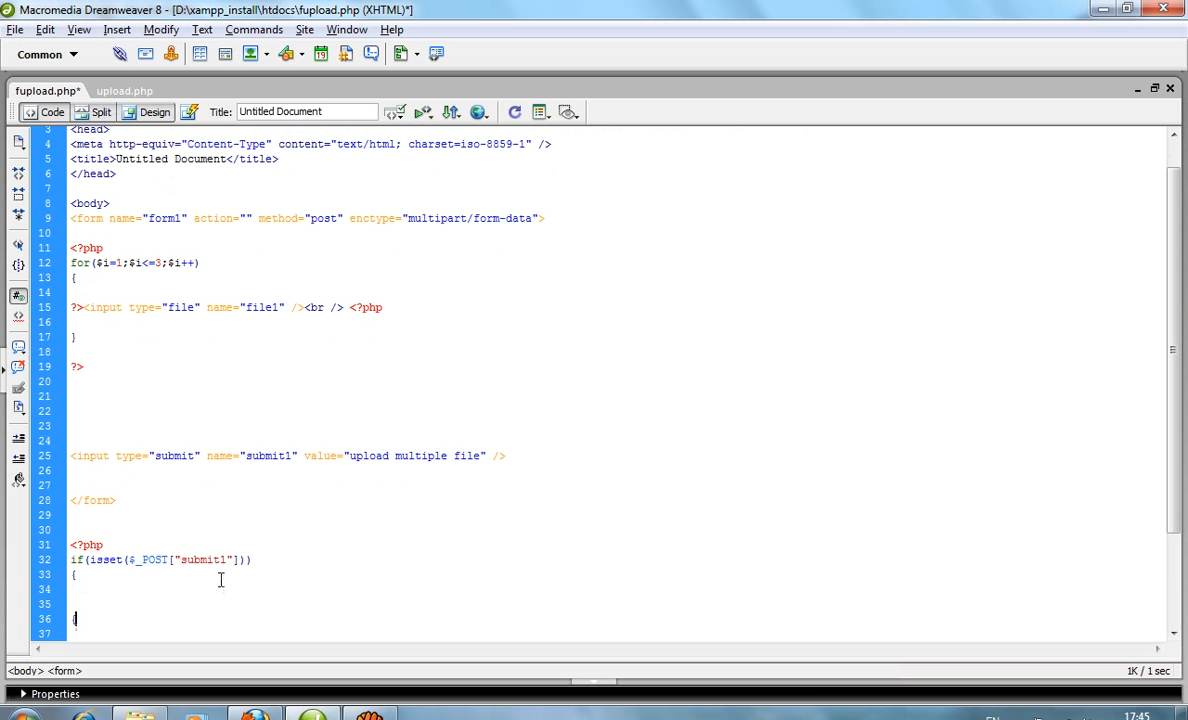 Macromedia Dreamweaver 8 - [D:\xampp_install\htdocs\fupload.php (XHTML)*]
File Edit View Insert Modify Text Commands Site Window Help
Common
fupload.php* upload.php
Code Split Design Title: Untitled Document
3 <head>
4 <meta http-equiv="Content-Type" content="text/html; charset=iso-8859-1" />
5 <title>Untitled Document</title>
6 </head>
7
8 <body>
9 <form name="form1" action="" method="post" enctype="multipart/form-data">
10
11 <?php
12 for($i=1;$i<=3;$i++)
13 {
14
15 ?><input type="file" name="file1" /><br /> <?php
16
17 }
18
19 ?>
20
21
22
23
24
25 <input type="submit" name="submit1" value="upload multiple file" />
26
27
28 </form>
29
30
31 <?php
32 if(isset($_POST["submit1"]))
33 {
34
35
36 {
37
<body> <form> 1K / 1 sec
Properties
17:45